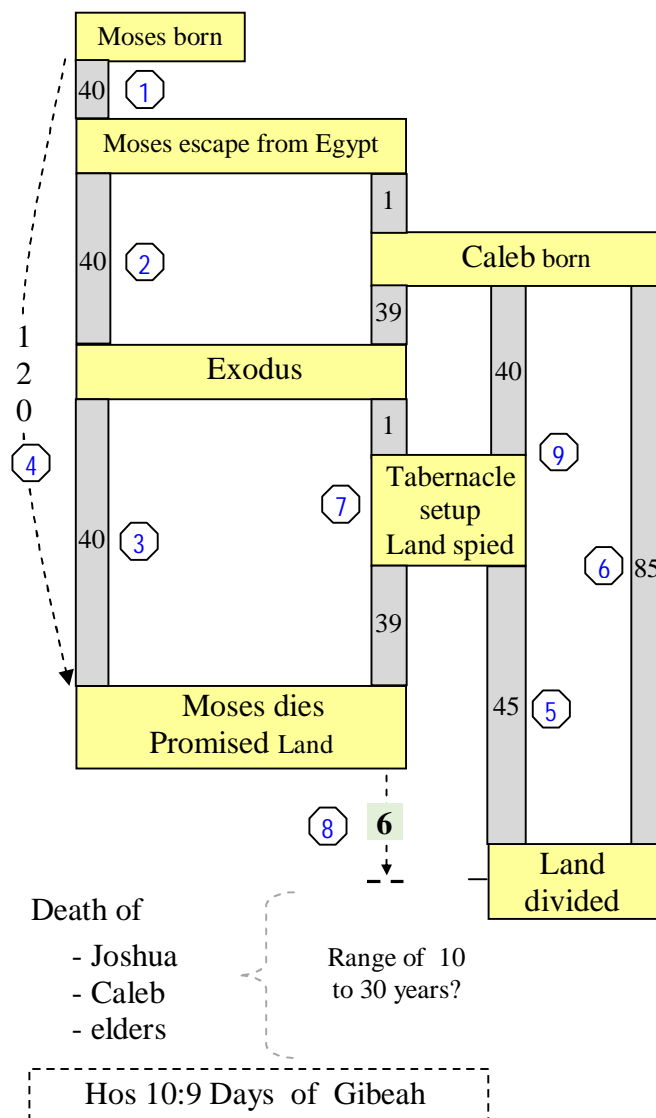 Moses born
40
1
Moses escape from Egypt
1
40
2
Caleb born
39
1
2
0
Exodus
40
1
9
4
Tabernacle
setup
Land spied
7
40
3
6
85
39
Moses dies
Promised Land
45
5
8
6
Land
divided
Death of
- Joshua
- Caleb
- elders
Range of 10
to 30 years?
Hos 10:9 Days of Gibeah